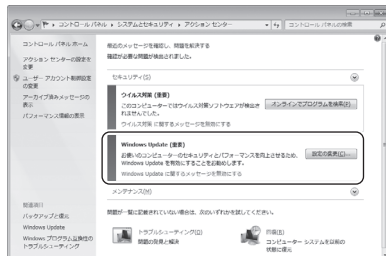 コントロール パネル ▸ システムとセキュリティ ▸ アクション センター
コントロール パネルの検索
コントロール パネル ホーム
アクション センターの設定を
変更
ユーザー アカウント制御設定
の変更
アーカイブ済みメッセージの
表示
パフォーマンス情報の表示
最近のメッセージを確認し、問題を解決する
確認が必要な問題が検出されました。
セキュリティ(S)
ウイルス対策 (重要)
このコンピューターではウイルス対策ソフトウェアが検出さ
れませんでした。
オンラインでプログラムを検索(P)
ウイルス対策 に関するメッセージを無効にする
Windows Update (重要)
お使いのコンピューターのセキュリティとパフォーマンスを向上させるため、
Windows Update を有効にすることをお勧めします。
設定の変更(C)...
Windows Update に関するメッセージを無効にする
メンテナンス(M)
問題が一覧に記載されていない場合は、次のいずれかを試してください。
トラブルシューティング(D)
問題の発見と解決
回復(R)
コンピューター システムを以前の
状態に復元
関連項目
バックアップと復元
Windows Update
Windows プログラム互換性の
トラブルシューティング